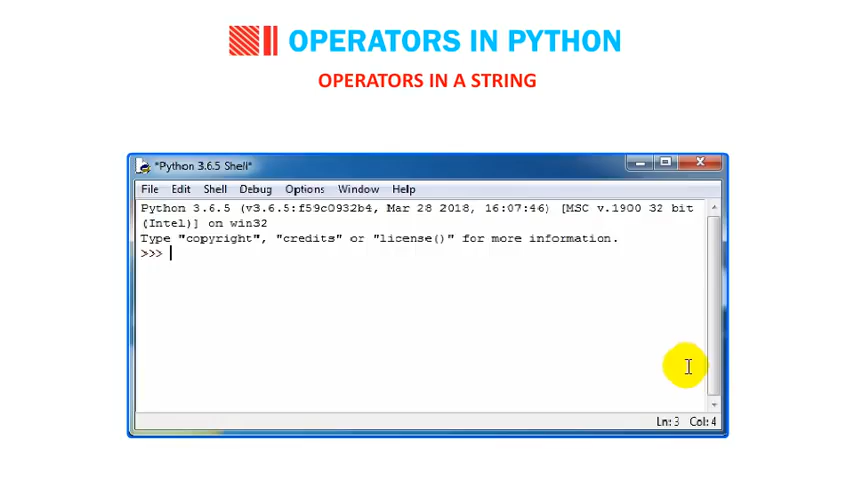 OPERATORS IN PYTHON
OPERATORS IN A STRING
*Python 3.6.5 Shell*
File Edit Shell Debug Options Window Help
Python 3.6.5 (v3.6.5:f59c0932b4, Mar 28 2018, 16:07:46) [MSC v.1900 32 bit
(Intel)] on win32
Type "copyright", "credits" or "license()" for more information.
>>>
Ln: 3 Col: 4